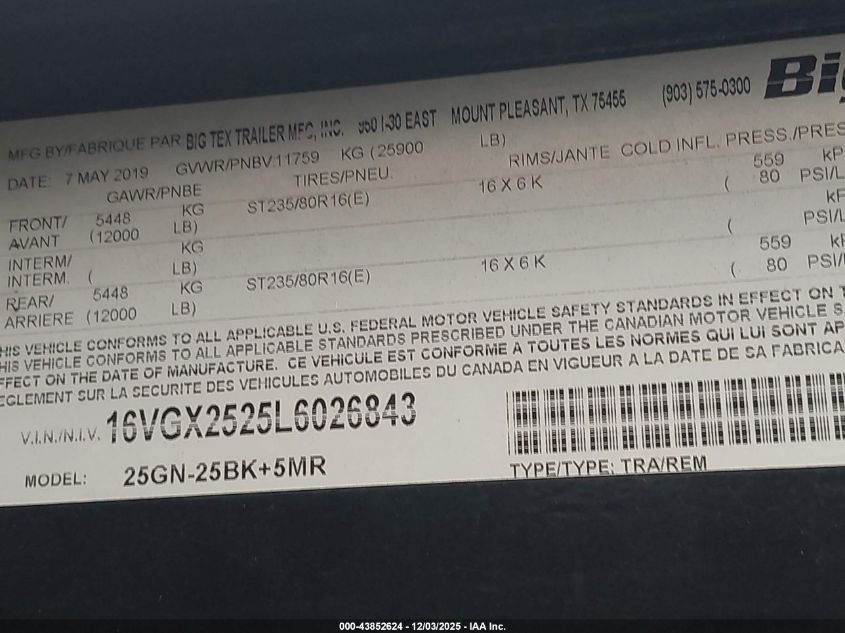 MFG BY/FABRIQUE PAR BIG TEX TRAILER MFG, INC. 950 I-30 EAST MOUNT PLEASANT, TX 75455 (903) 575-0300 Big
DATE: 7 MAY 2019 GVWR/PNBV 11759 KG (25900 LB)
GAWR/PNBE TIRES/PNEU. RIMS/JANTE COLD INFL. PRESS./PRES
FRONT/ 5448 KG ST235/80R16(E) 16 X 6 K 559 KP
AVANT (12000 LB) ( 80 PSI/L
INTERM/ KG kP
INTERM. ( LB) ( PSI/L
REAR/ 5448 KG ST235/80R16(E) 16 X 6 K 559 kP
ARRIERE (12000 LB) ( 80 PSI/L
HIS VEHICLE CONFORMS TO ALL APPLICABLE U.S. FEDERAL MOTOR VEHICLE SAFETY STANDARDS IN EFFECT ON T
HIS VEHICLE CONFORMS TO ALL APPLICABLE STANDARDS PRESCRIBED UNDER THE CANADIAN MOTOR VEHICLE S
FFECT ON THE DATE OF MANUFACTURE. CE VEHICULE EST CONFORME A TOUTES LES NORMES QUI LUI SONT AP
EGLEMENT SUR LA SECURITE DES VEHICULES AUTOMOBILES DU CANADA EN VIGUEUR A LA DATE DE SA FABRICA
V.I.N./N.I.V. 16VGX2525L6026843
MODEL: 25GN-25BK+5MR TYPE/TYPE: TRA/REM
000-43852624 - 12/03/2025 - IAA Inc.